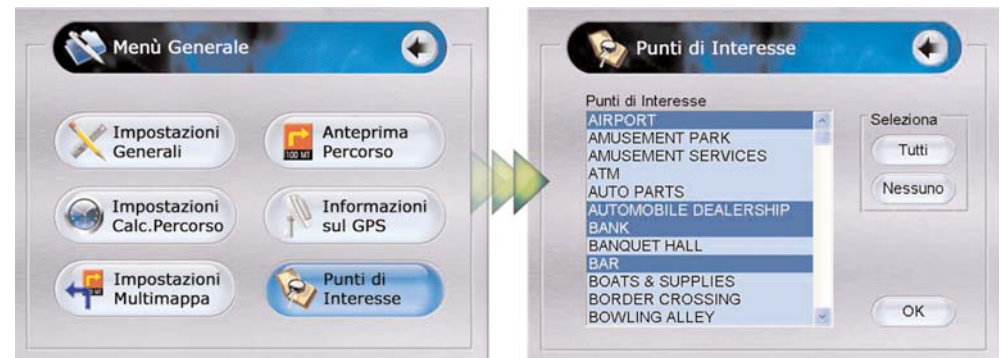 Menù Generale
Impostazioni
Generali
Anteprima
Percorso
100 MT
Impostazioni
Calc.Percorso
Informazioni
sul GPS
Impostazioni
Multimappa
Punti di
Interesse
Punti di Interesse
Punti di Interesse
AIRPORT
AMUSEMENT PARK
AMUSEMENT SERVICES
ATM
AUTO PARTS
AUTOMOBILE DEALERSHIP
BANK
BANQUET HALL
BAR
BOATS & SUPPLIES
BORDER CROSSING
BOWLING ALLEY
Seleziona
Tutti
Nessuno
OK